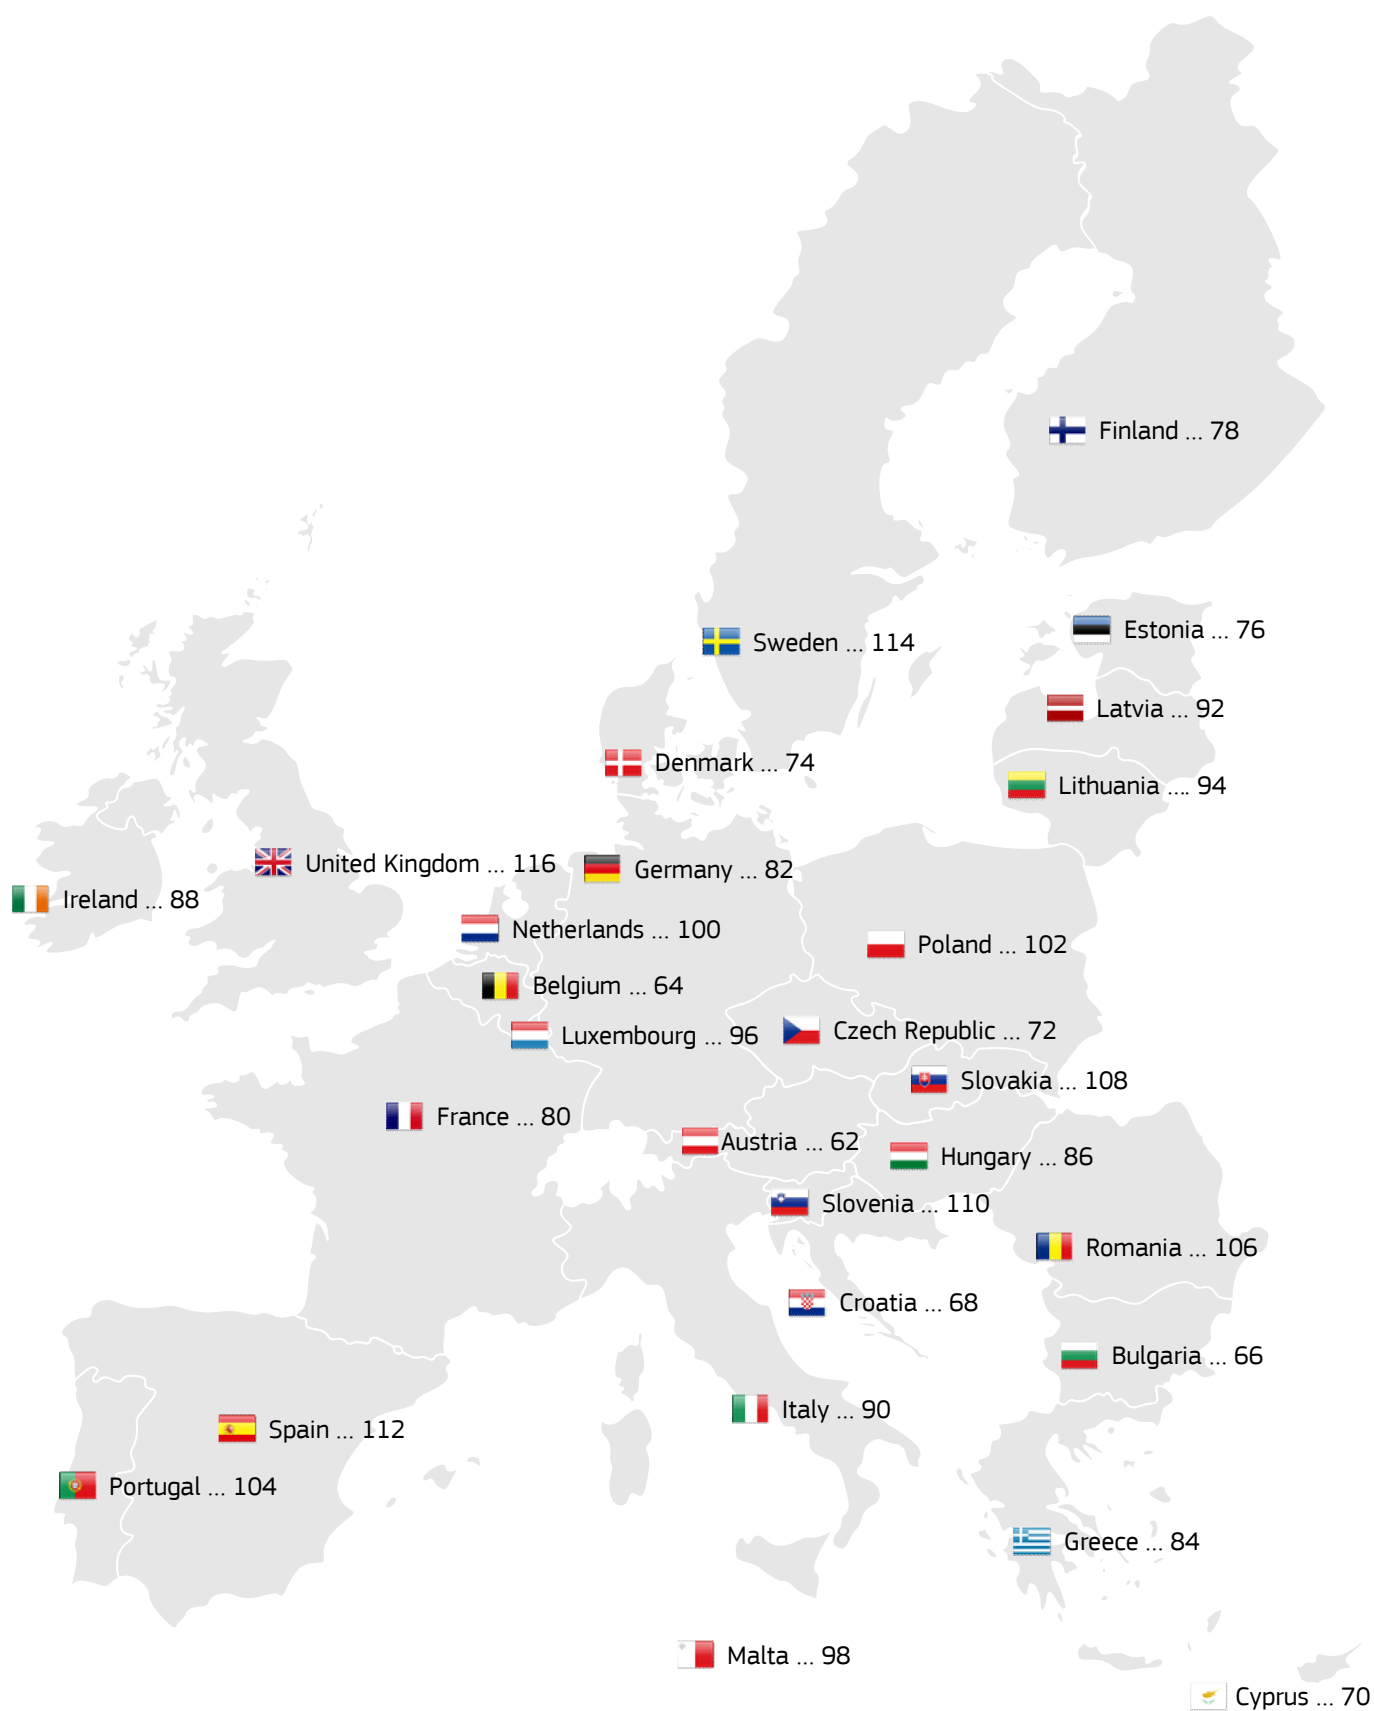 Finland ... 78
Estonia ... 76
Sweden ... 114
Latvia ... 92
Denmark ... 74
Lithuania .... 94
United Kingdom ... 116
Germany ... 82
Ireland ... 88
Netherlands ... 100
Poland ... 102
Belgium ... 64
Czech Republic ... 72
Luxembourg ... 96
Slovakia ... 108
France ... 80
Austria ... 62
Hungary ... 86
Slovenia ... 110
Romania ... 106
Croatia ... 68
Bulgaria ... 66
Italy ... 90
Spain ... 112
Portugal ... 104
Greece ... 84
Malta ... 98
Cyprus ... 70